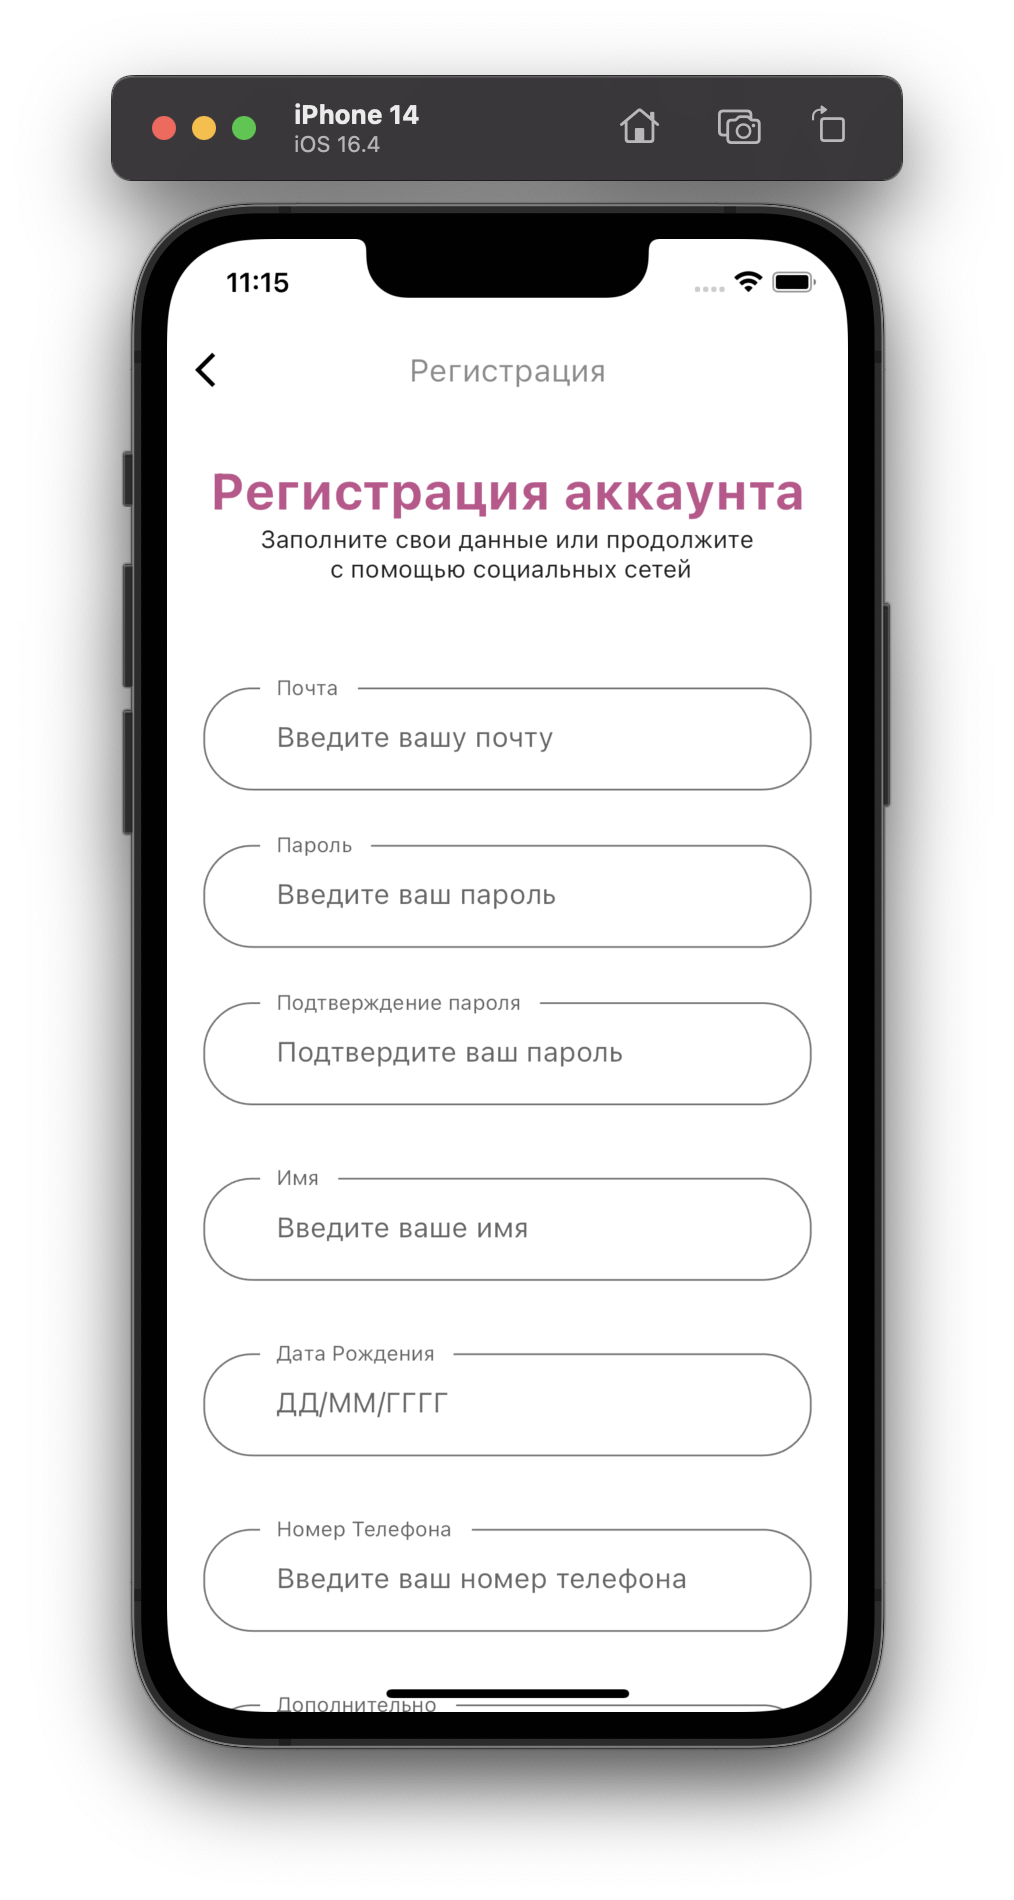 iPhone 14
iOS 16.4
11:15
Регистрация
Регистрация аккаунта
Заполните свои данные или продолжите
с помощью социальных сетей
Почта
Введите вашу почту
Пароль
Введите ваш пароль
Подтверждение пароля
Подтвердите ваш пароль
Имя
Введите ваше имя
Дата Рождения
ДД/ММ/ГГГГ
Номер Телефона
Введите ваш номер телефона
Дополнительно